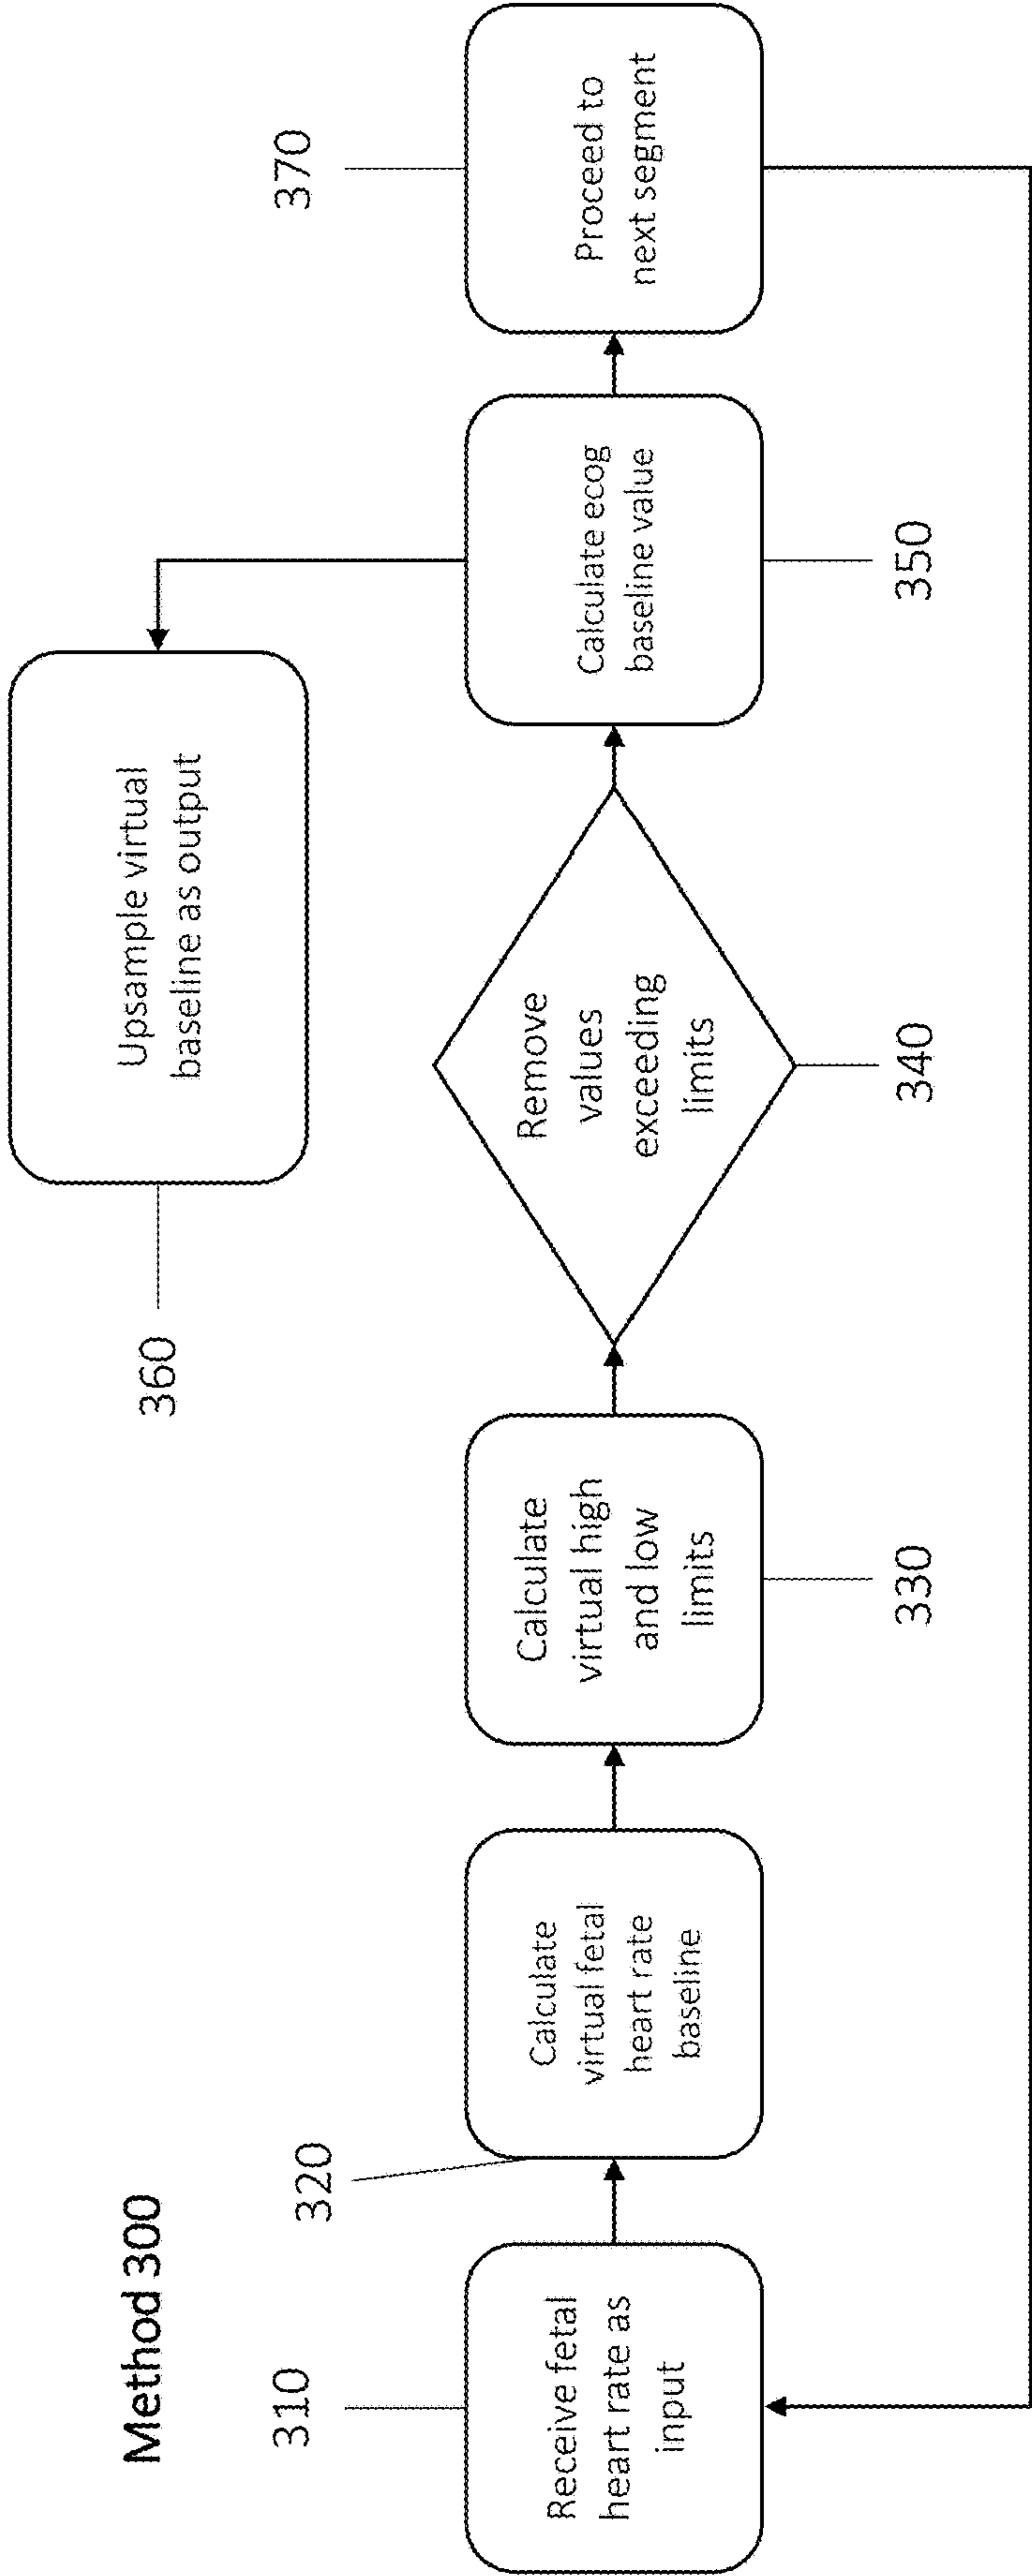 Method 300
310
Receive fetal
heart rate as
input
320
Calculate
virtual fetal
heart rate
baseline
330
Calculate
virtual high
and low
limits
340
Remove
values
exceeding
limits
350
Calculate ecog
baseline value
360
Upsample virtual
baseline as output
370
Proceed to
next segment